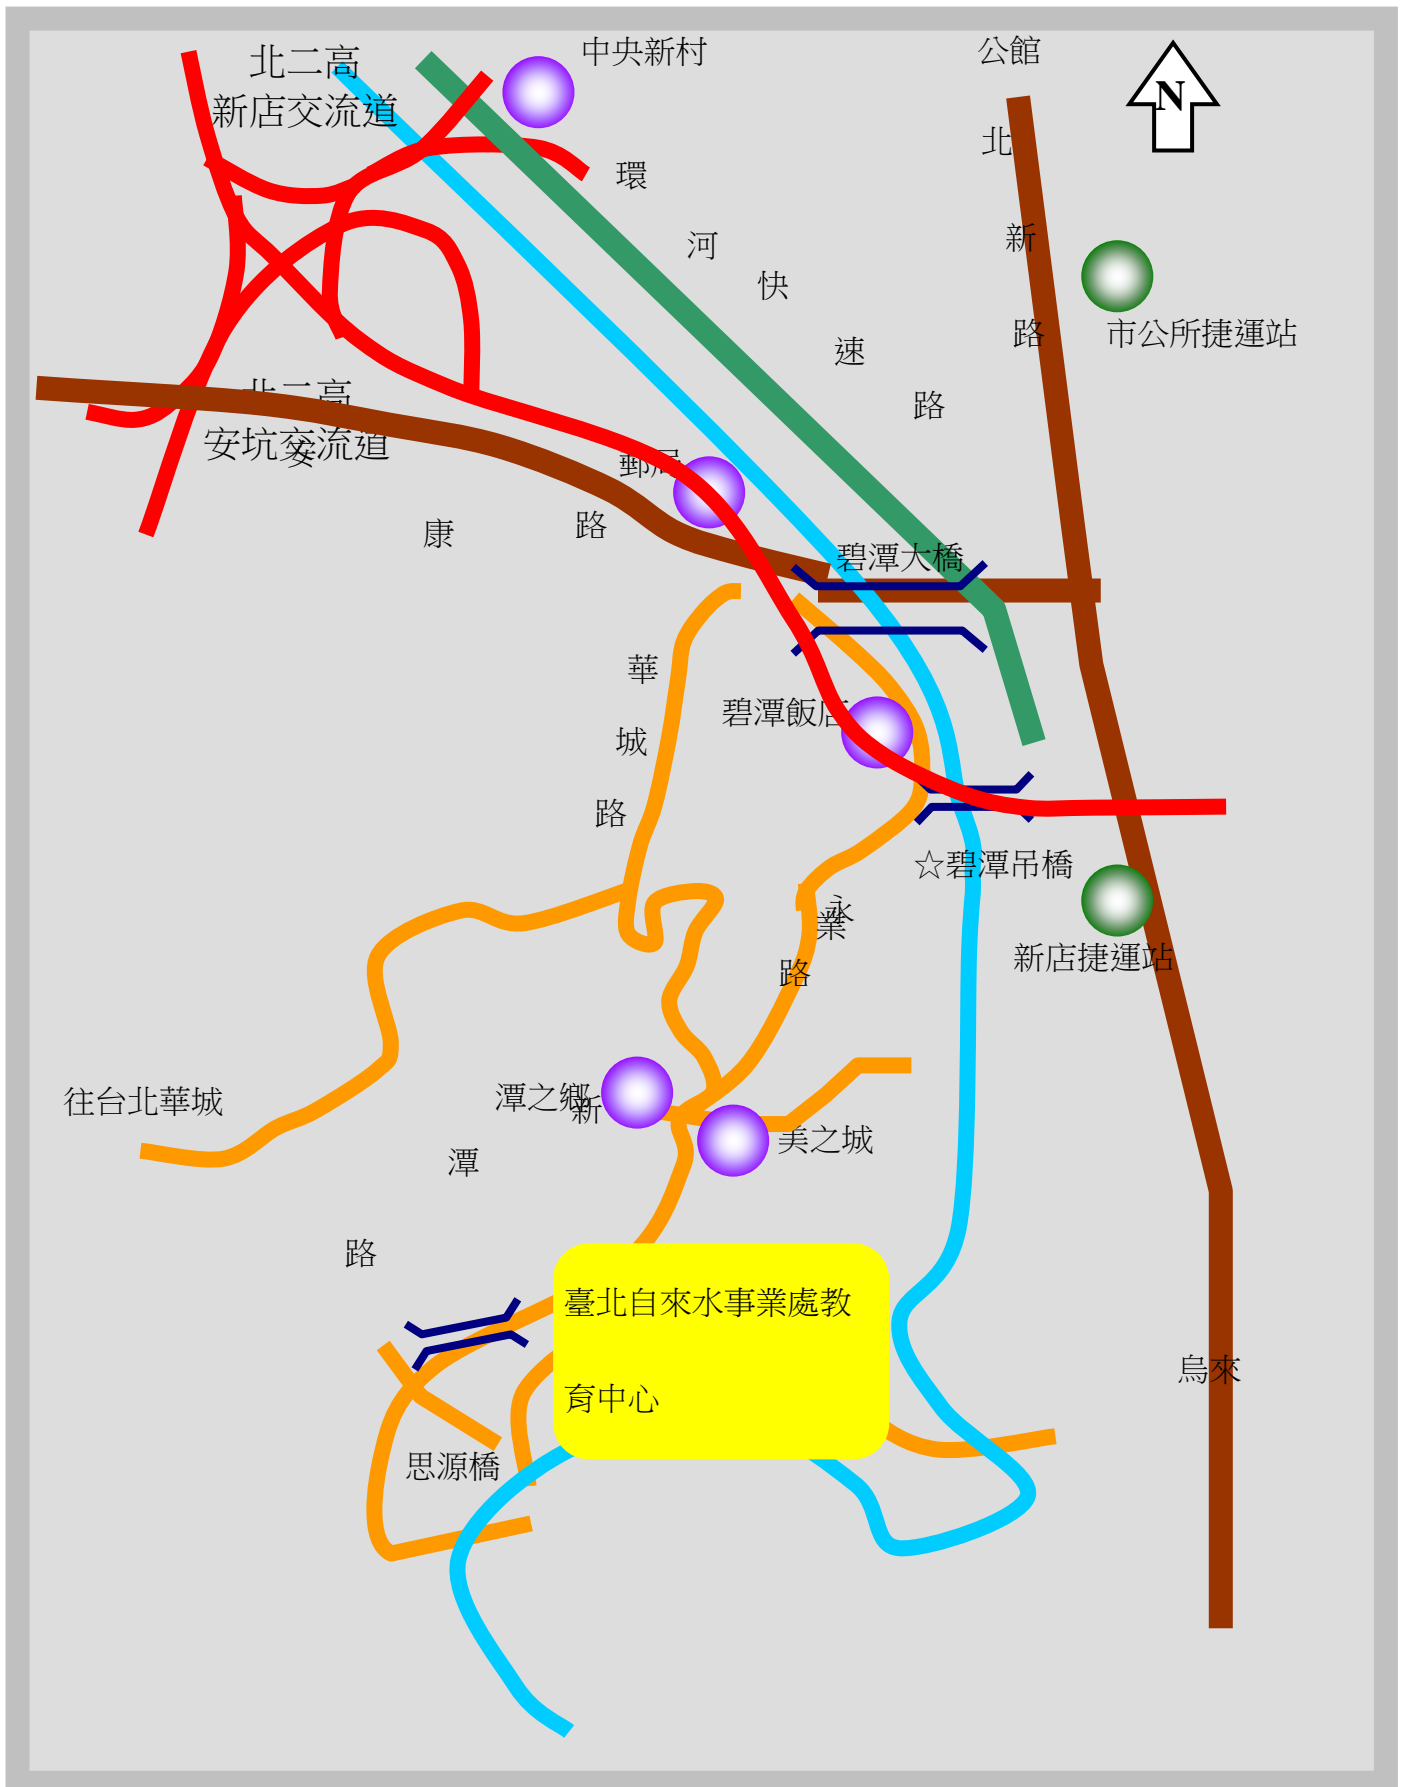 北二高
新店交流道
中央新村
公館
N
環
河
快
速
路
北
新
路
市公所捷運站
北二高
安坑交流道
安
康
路
郵局
碧潭大橋
華
城
路
碧潭飯店
☆碧潭吊橋
永
業
路
新店捷運站
往台北華城
潭之鄉
新
潭
路
美之城
臺北自來水事業處教
育中心
烏來
思源橋